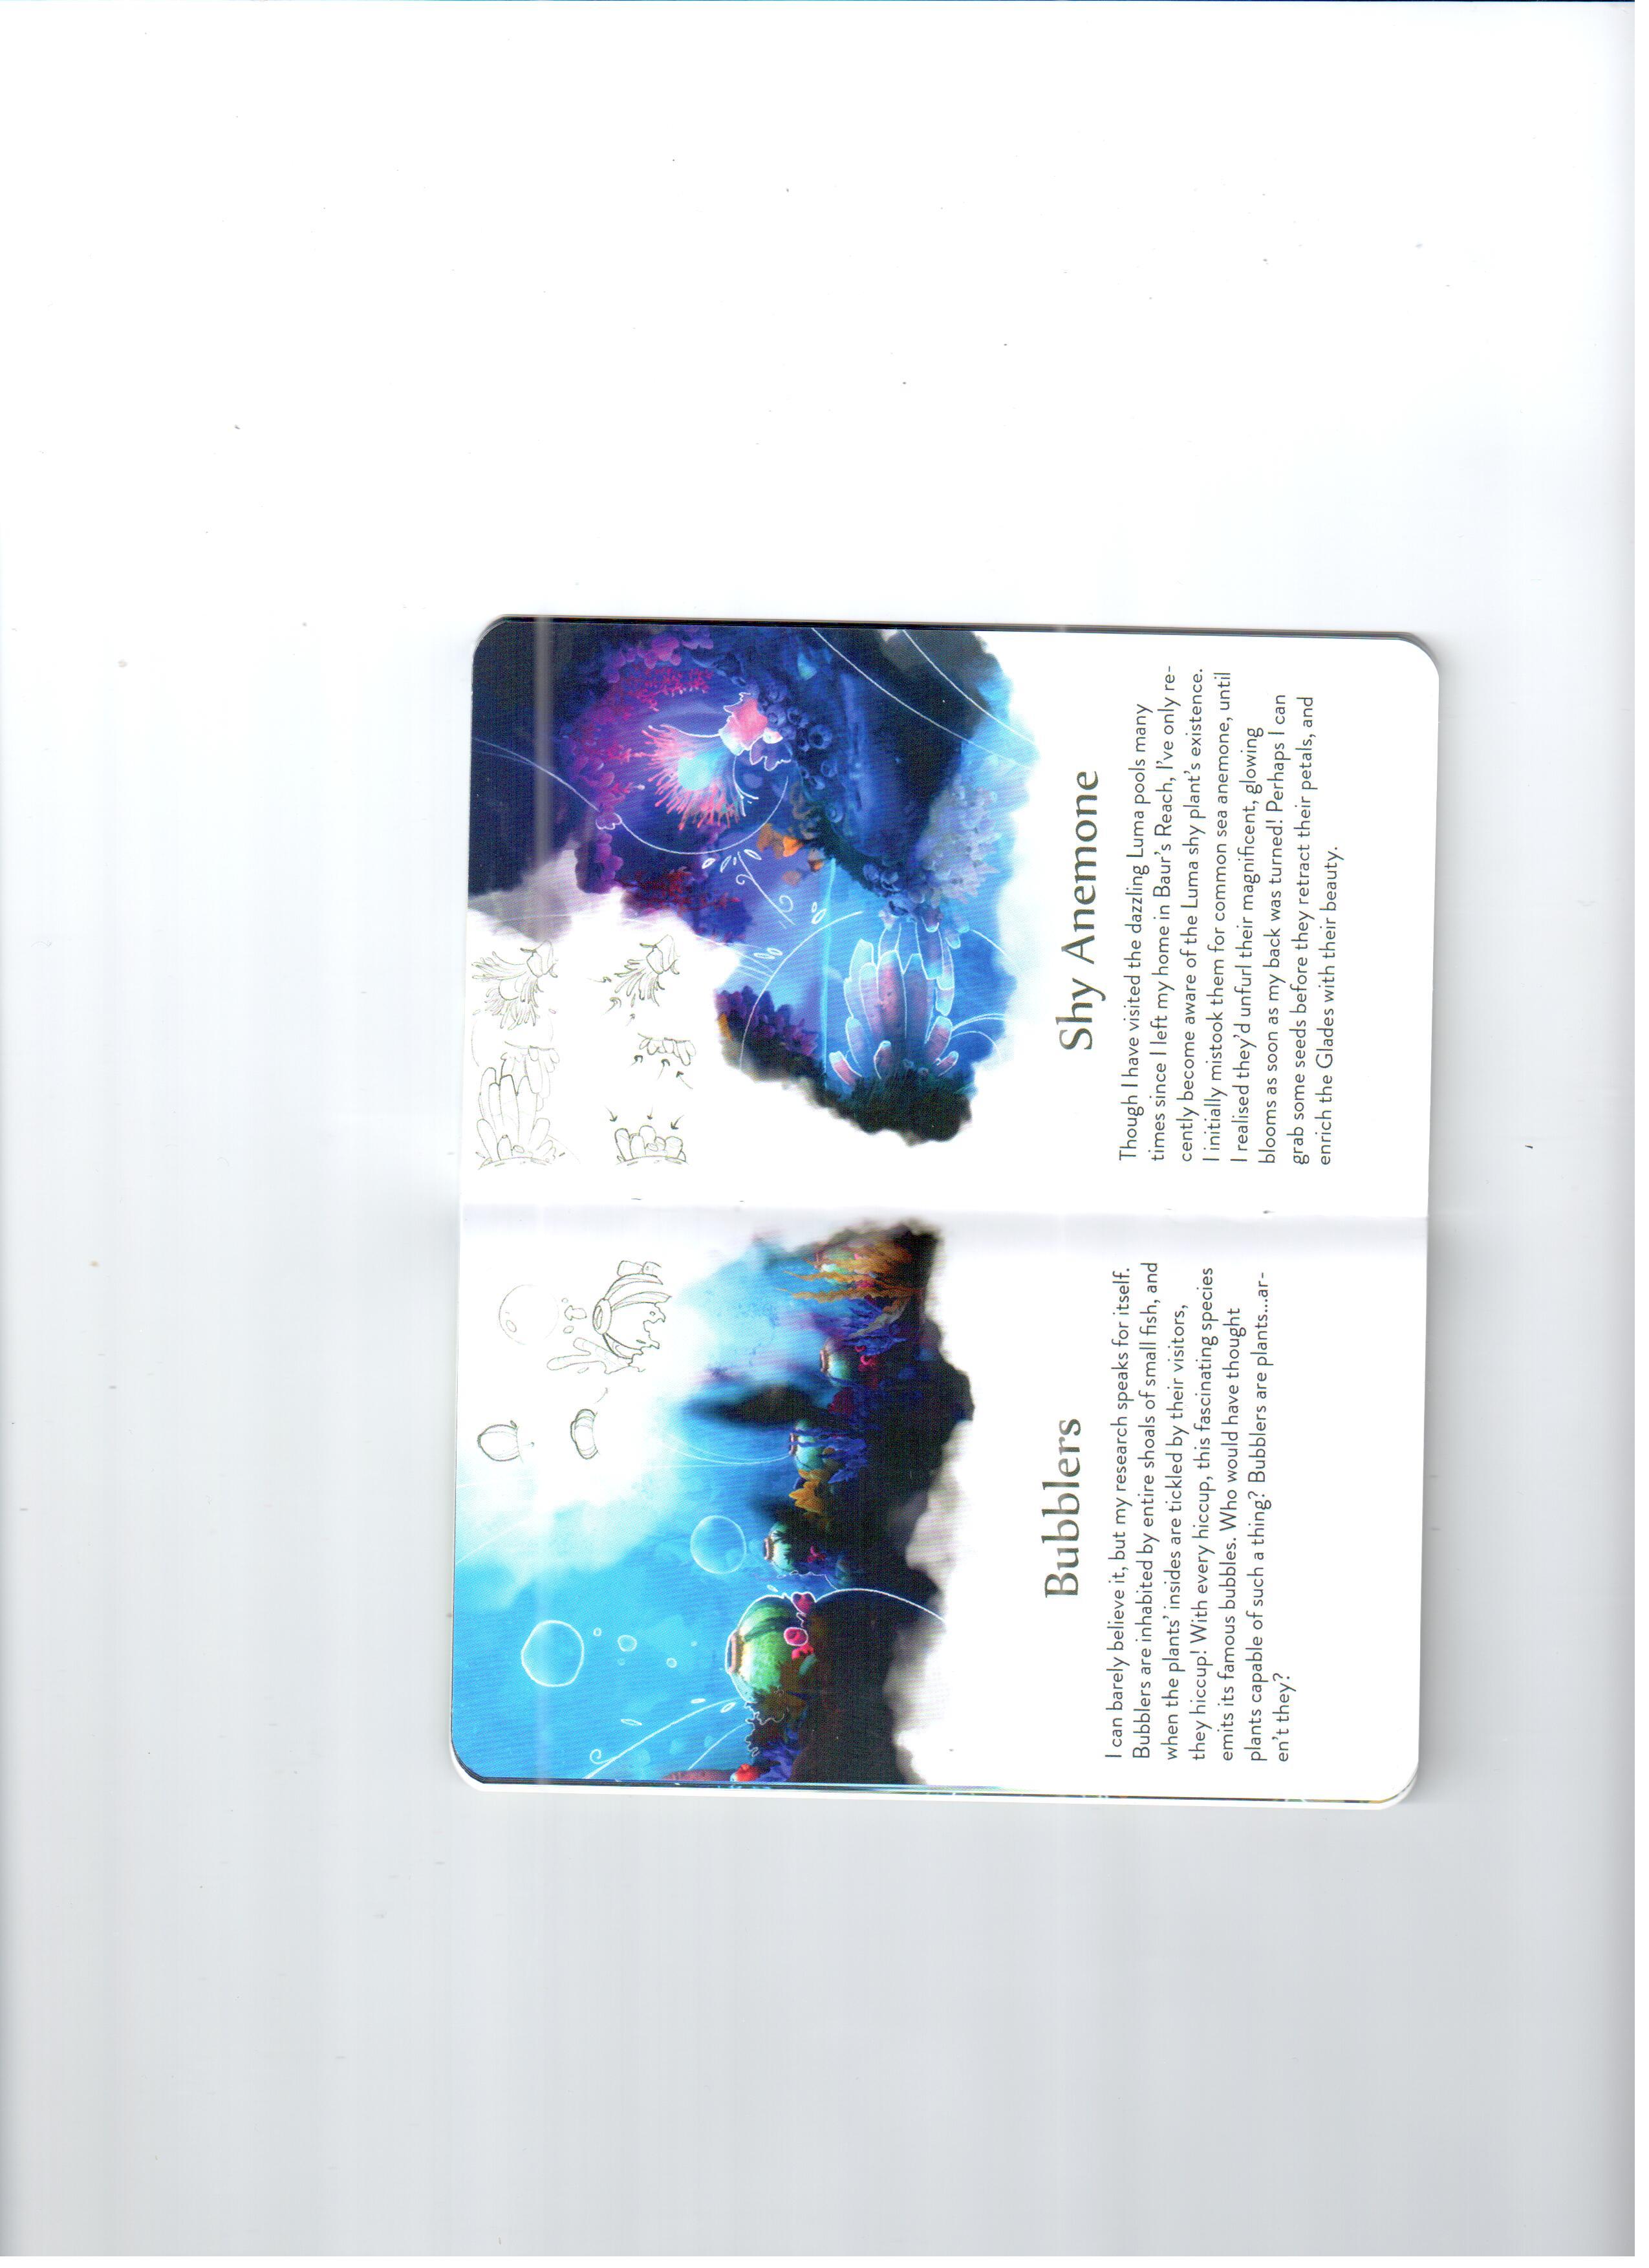 Bubblers
I can barely believe it, but my research speaks for itself.
Bubblers are inhabited by entire shoals of small fish, and
when the plants' insides are tickled by their visitors,
they hiccup! With every hiccup, this fascinating species
emits its famous bubbles. Who would have thought
plants capable of such a thing? Bubblers are plants...ar-
en't they?
Shy Anemone
Though I have visited the dazzling Luma pools many
times since I left my home in Baur's Reach, I've only re-
cently become aware of the Luma shy plant's existence.
I initially mistook them for common sea anemone, until
I realised they'd unfurl their magnificent, glowing
blooms as soon as my back was turned! Perhaps I can
grab some seeds before they retract their petals, and
enrich the Glades with their beauty.